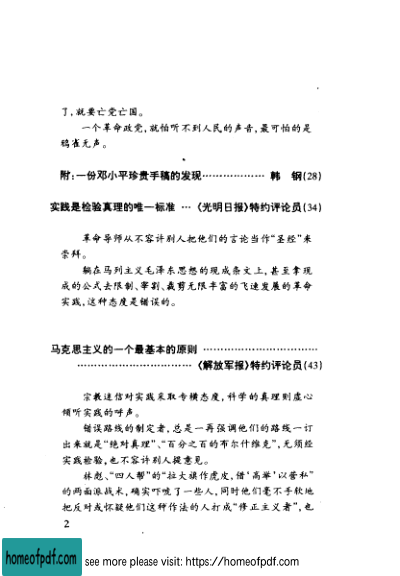 了,就要亡党亡国。
一个革命政党,就怕听不到人民的声音,最可怕的是
鸦雀无声。
附:一份邓小平珍贵手稿的发现……………… 韩 钢(28)
实践是检验真理的唯一标准 …《光明日报》特约评论员(34)
革命导师从不容许别人把他们的言论当作“圣经”来
崇拜。
躺在马列主义毛泽东思想的现成条文上,甚至拿现
成的公式去限制、宰割、裁剪无限丰富的飞速发展的革命
实践,这种态度是错误的。
马克思主义的一个最基本的原则 ……………………………
……………………………《解放军报》特约评论员(43)
宗教迷信对实践采取专横态度,科学的真理则虚心
倾听实践的呼声。
错误路线的制定者,总是一再强调他们的路线一订
出来就是“绝对真理”、“百分之百的布尔什维克”,无须经
实践检验,也不容许别人提意见。
林彪、“四人帮”的“拉大旗作虎皮,借‘高举’以营私”
的两面派战术,确实吓唬了一些人,同时他们毫不手软地
把反对或怀疑他们这种作法的人打成“修正主义者”,也
2
homeofpdf.com
see more please visit: https://homeofpdf.com